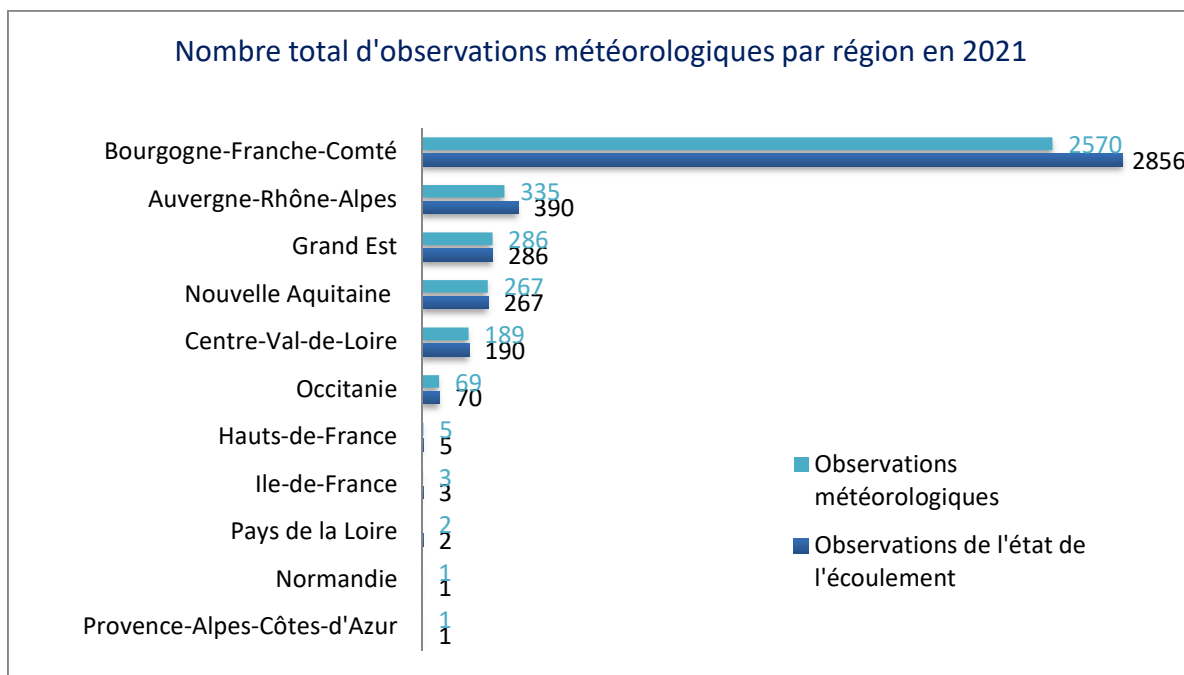 Nombre total d'observations météorologiques par région en 2021
Bourgogne-Franche-Comté
2570
2856
Auvergne-Rhône-Alpes
335
390
Grand Est
286
286
Nouvelle Aquitaine
267
267
Centre-Val-de-Loire
189
190
Occitanie
69
70
Hauts-de-France
5
5
Ile-de-France
3
3
Pays de la Loire
2
2
Normandie
1
1
Provence-Alpes-Côtes-d'Azur
1
1
Observations
météorologiques
Observations de l'état de
l'écoulement